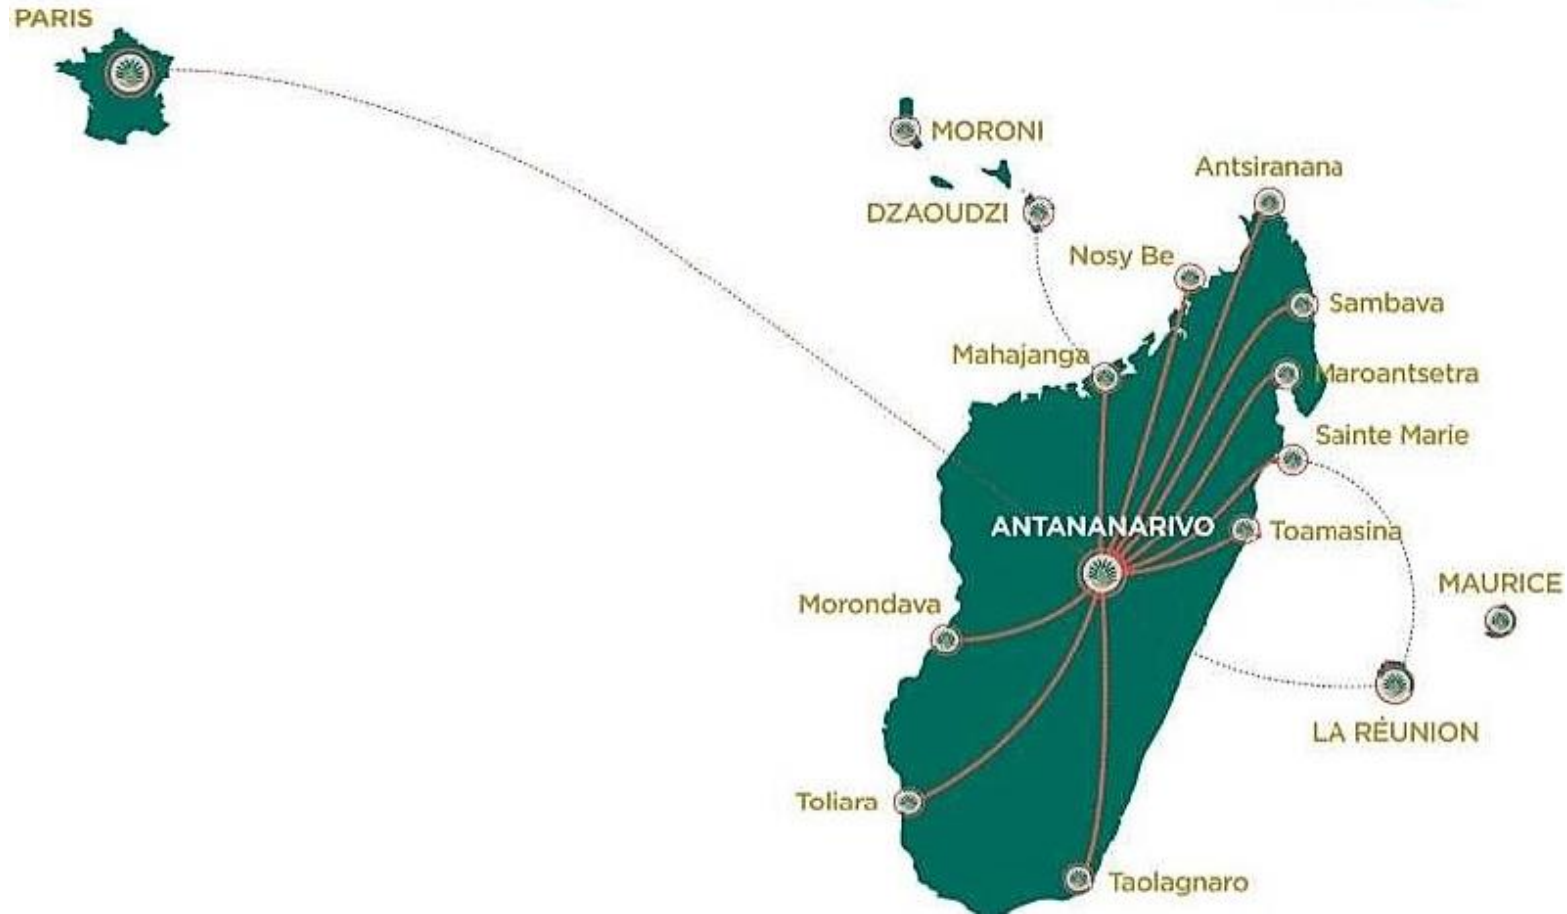 PARIS
MORONI
Antsiranana
DZAOUDZI
Nosy Be
Sambava
Mahajanga
Maroantsetra
Sainte Marie
ANTANANARIVO
Toamasina
MAURICE
Morondava
LA RÉUNION
Toliara
Taolagnaro